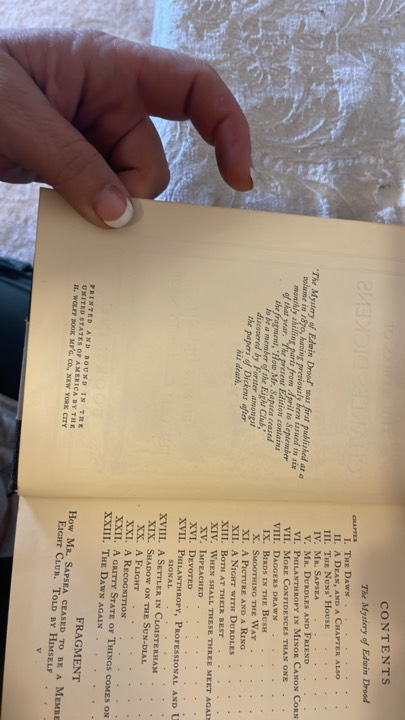 'The Mystery of Edwin Drood' was first published as a
volume in 1870, having previously been issued in six
monthly shilling parts from April to September
of that year. The present Edition contains
the fragment, 'How Mr. Sapsea ceased
to be a member of the Eight Club,'
discovered by Forster amongst
the papers of Dickens after
his death.
PRINTED AND BOUND IN THE
UNITED STATES OF AMERICA BY THE
H. WOLFF BOOK MFG. CO., NEW YORK CITY
CONTENTS
The Mystery of Edwin Drood
CHAPTER
I. THE DAWN
II. A DEAN, AND A CHAPTER ALSO
III. THE NUNS' HOUSE
IV. MR. SAPSEA
V. MR. DURDLES AND FRIEND
VI. PHILANTHROPY IN MINOR CANON CORN
VII. MORE CONFIDENCES THAN ONE
VIII. DAGGERS DRAWN
IX. BIRDS IN THE BUSH
X. SMOOTHING THE WAY
XI. A PICTURE AND A RING
XII. A NIGHT WITH DURDLES
XIII. BOTH AT THEIR BEST
XIV. WHEN SHALL THESE THREE MEET AGAI
XV. IMPEACHED
XVI. DEVOTED
XVII. PHILANTHROPY, PROFESSIONAL AND U
SIONAL
XVIII. A SETTLER IN CLOISTERHAM
XIX. SHADOW ON THE SUN-DIAL
XX. A FLIGHT
XXI. A RECOGNITION
XXII. A GRITTY STATE OF THINGS COMES ON
XXIII. THE DAWN AGAIN
FRAGMENT
HOW MR. SAPSEA CEASED TO BE A MEMBE
EIGHT CLUB. TOLD BY HIMSELF
v